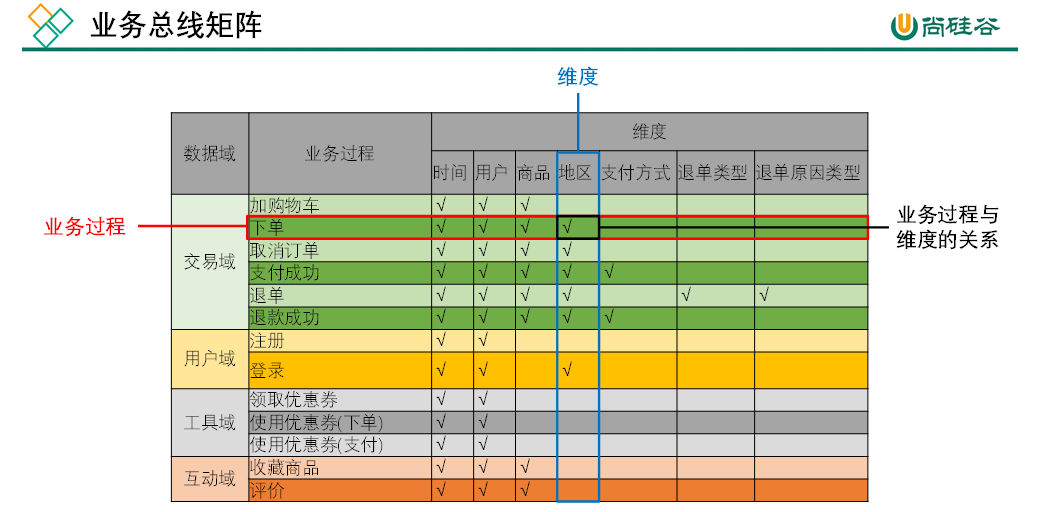 业务总线矩阵
尚硅谷
维度
数据域 业务过程 维度
时间 用户 商品 地区 支付方式 退单类型 退单原因类型
交易域
加购物车 √ √ √
下单 √ √ √ √
取消订单 √ √ √ √
支付成功 √ √ √ √ √
退单 √ √ √ √ √ √
退款成功 √ √ √ √ √
用户域
注册 √ √
登录 √ √ √
工具域
领取优惠券 √ √
使用优惠券(下单) √ √
使用优惠券(支付) √ √
互动域
收藏商品 √ √ √
评价 √ √ √
业务过程
业务过程与
维度的关系